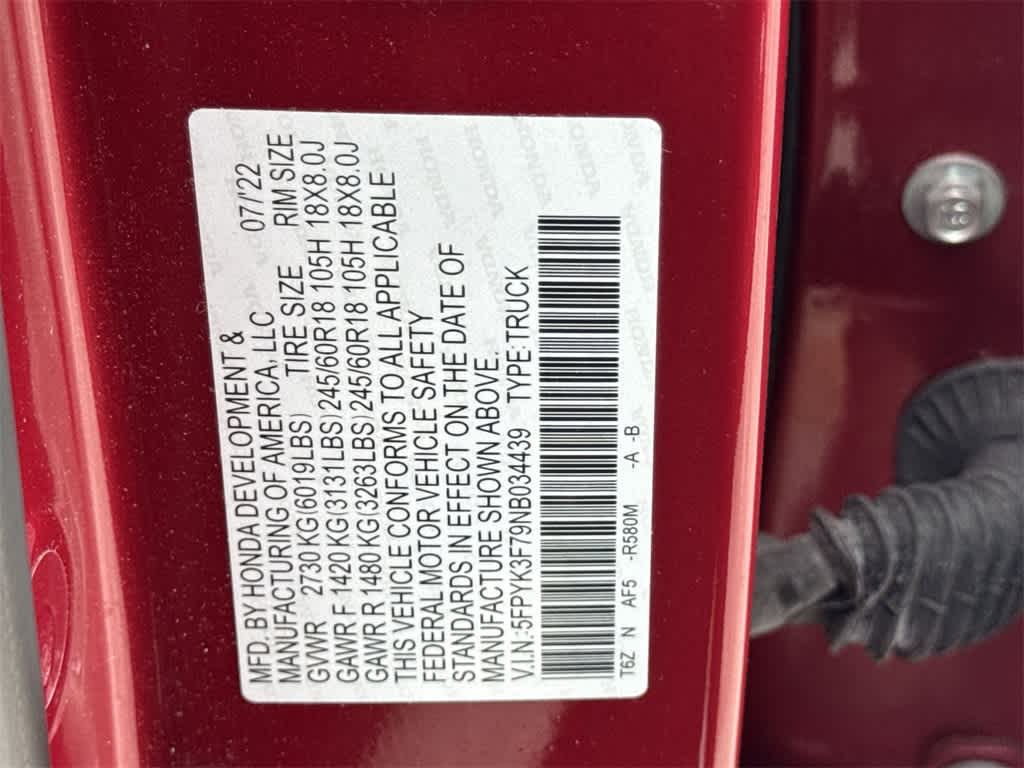 MFD. BY HONDA DEVELOPMENT &
MANUFACTURING OF AMERICA, LLC 07/'22
GVWR 2730 KG(6019LBS) TIRE SIZE RIM SIZE
GAWR F 1420 KG(3131LBS) 245/60R18 105H 18X8.0J
GAWR R 1480 KG(3263LBS) 245/60R18 105H 18X8.0J
THIS VEHICLE CONFORMS TO ALL APPLICABLE
FEDERAL MOTOR VEHICLE SAFETY
STANDARDS IN EFFECT ON THE DATE OF
MANUFACTURE SHOWN ABOVE.
V.I.N.:5FPYK3F79NB034439 TYPE:TRUCK
T6Z N AF5 -R580M -A -B